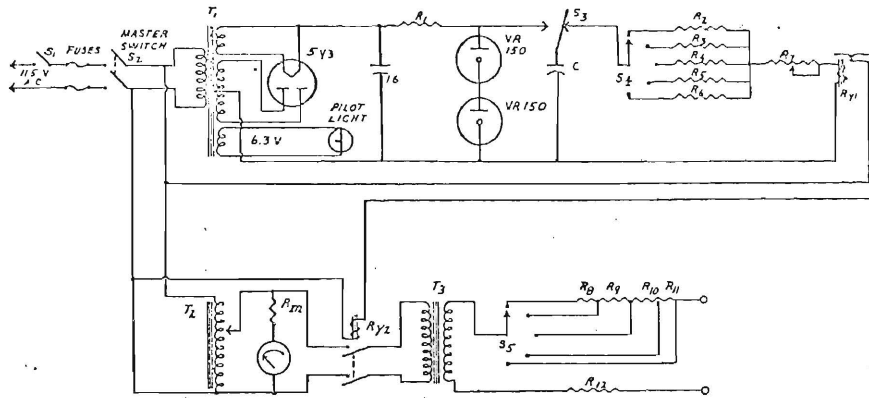 T1
S1
FUSES
MASTER
SWITCH
S2
115 V
A C
5Y3
PILOT
LIGHT
6.3 V
16
R1
VR
150
VR150
S3
C
S4
R2
R3
R4
R5
R6
R7
RY1
T2
Rm
RY2
T3
S5
R8
R9
R10
R11
R12